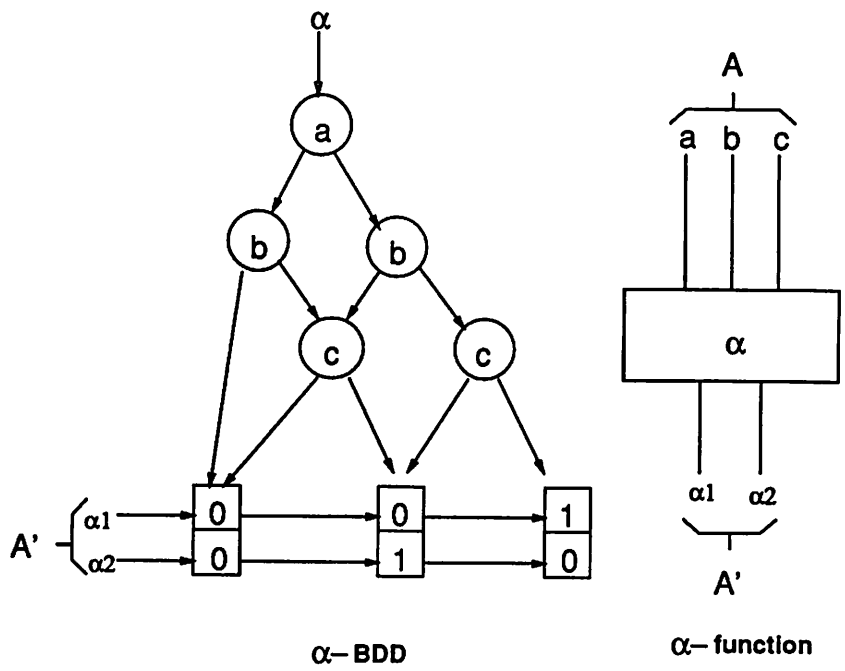 α
a
b b
c c
A' α1 0 0 1
α2 0 1 0
α– BDD
A
a b c
α
α1 α2
A'
α– function